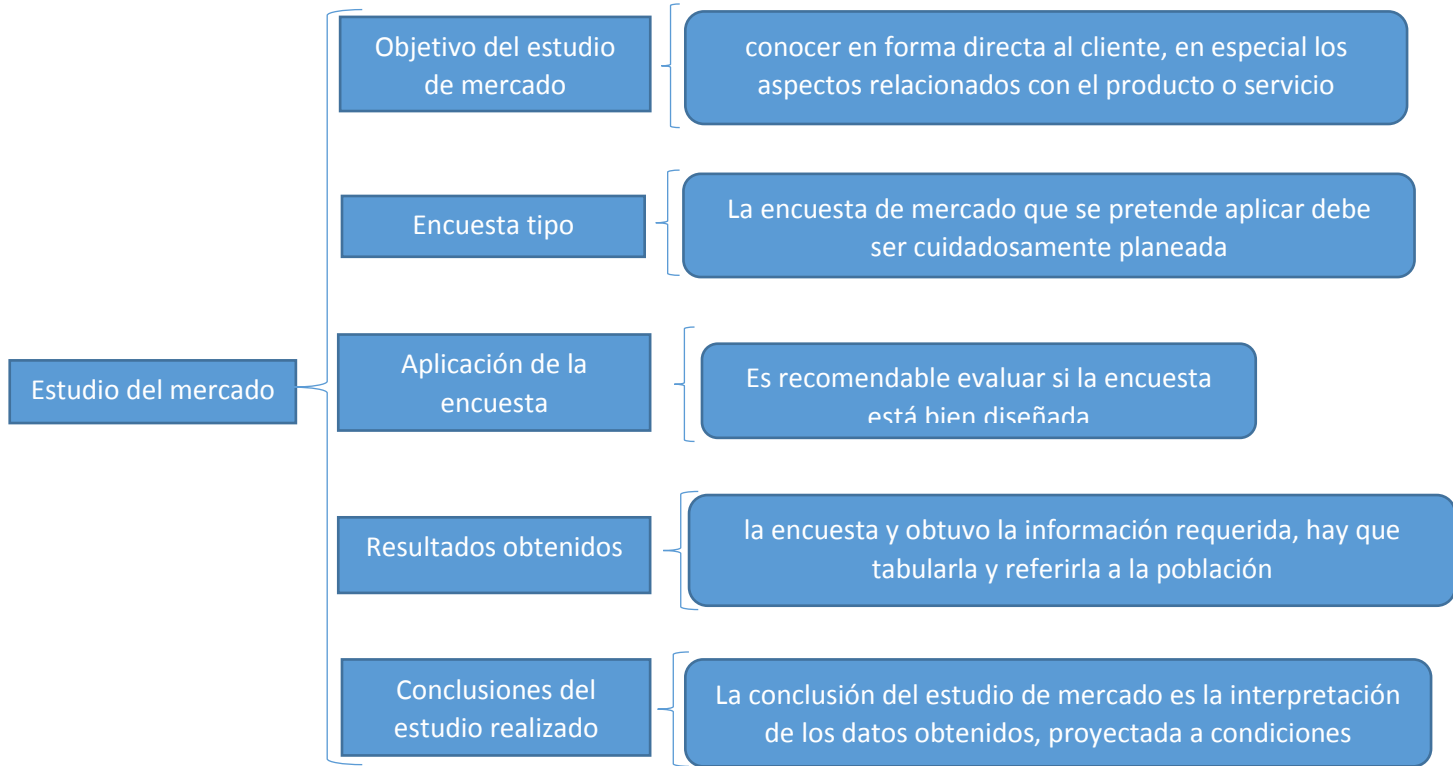 Objetivo del estudio
de mercado
conocer en forma directa al cliente, en especial los
aspectos relacionados con el producto o servicio
Encuesta tipo
La encuesta de mercado que se pretende aplicar debe
ser cuidadosamente planeada
Estudio del mercado
Aplicación de la
encuesta
Es recomendable evaluar si la encuesta
está bien diseñada
Resultados obtenidos
la encuesta y obtuvo la información requerida, hay que
tabularla y referirla a la población
Conclusiones del
estudio realizado
La conclusión del estudio de mercado es la interpretación
de los datos obtenidos, proyectada a condiciones